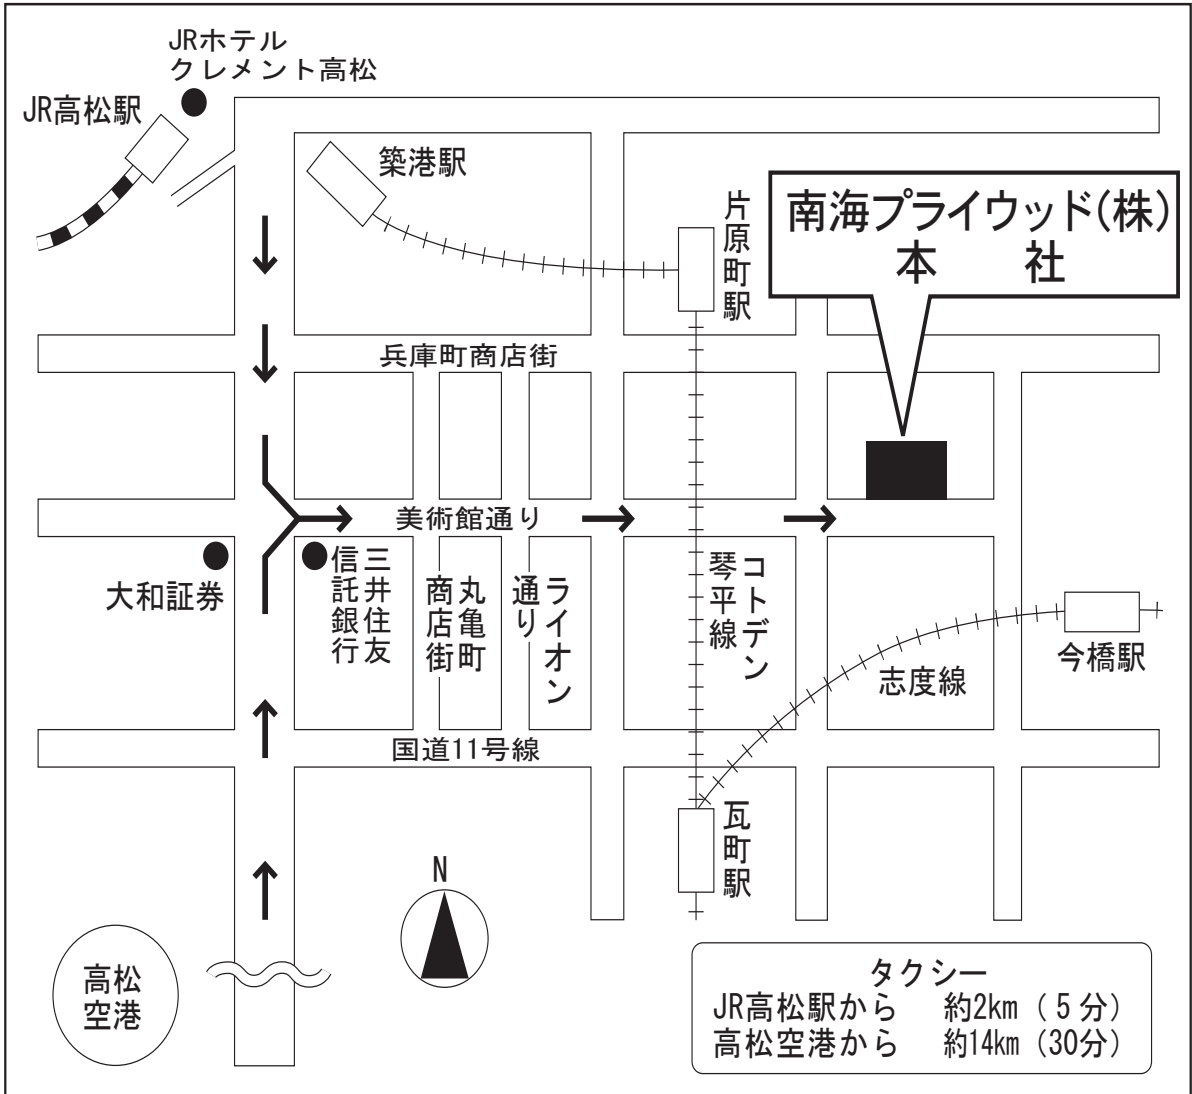 JRホテル
クレメント高松
JR高松駅
築港駅
片原町駅
南海プライウッド(株)
本　社
兵庫町商店街
美術館通り
大和証券
三井住友
信託銀行
丸亀町
商店街
ライオン
通り
コトデン
琴平線
志度線
今橋駅
国道11号線
瓦町駅
N
高松
空港
タクシー
JR高松駅から　約2km（5分）
高松空港から　約14km（30分）